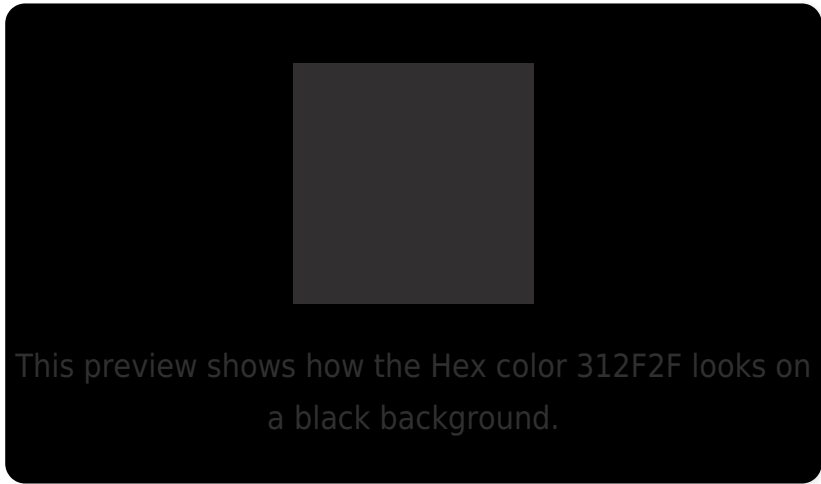 This preview shows how the Hex color 312F2F looks on
a black background.